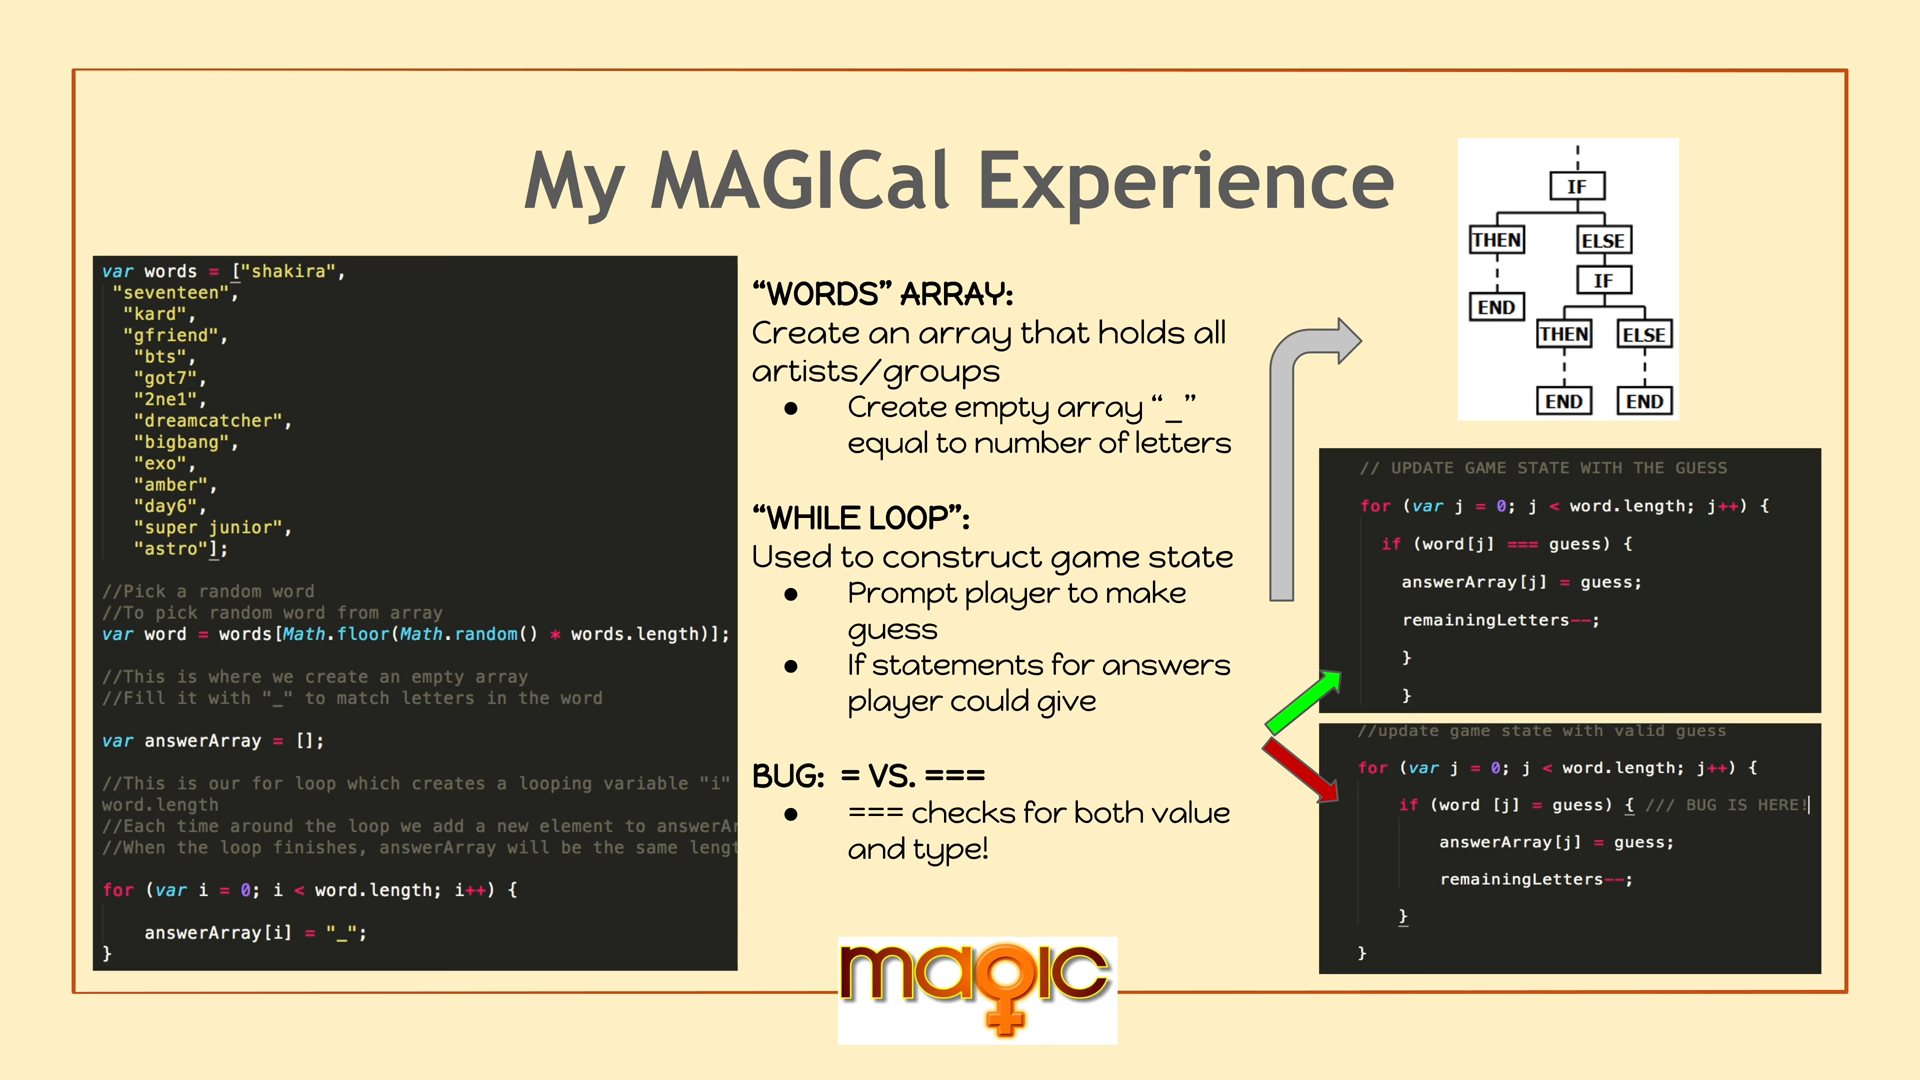 My MAGICal Experience
var words = ["shakira",
"seventeen",
"kard",
"gfriend",
"bts",
"got7",
"2ne1",
"dreamcatcher",
"bigbang",
"exo",
"amber",
"day6",
"super junior",
"astro"];
//Pick a random word
//To pick random word from array
var word = words[Math.floor(Math.random() * words.length)];
//This is where we create an empty array
//Fill it with "_" to match letters in the word
var answerArray = [];
//This is our for loop which creates a looping variable "i"
word.length
//Each time around the loop we add a new element to answerAr
//When the loop finishes, answerArray will be the same lengt
for (var i = 0; i < word.length; i++) {
answerArray[i] = "_";
}
“WORDS” ARRAY:
Create an array that holds all
artists/groups
● Create empty array “_”
equal to number of letters
“WHILE LOOP”:
Used to construct game state
● Prompt player to make
guess
● If statements for answers
player could give
BUG: = VS. ===
● === checks for both value
and type!
magic
IF
THEN ELSE
IF
END
THEN ELSE
END END
// UPDATE GAME STATE WITH THE GUESS
for (var j = 0; j < word.length; j++) {
if (word[j] === guess) {
answerArray[j] = guess;
remainingLetters--;
}
}
//update game state with valid guess
for (var j = 0; j < word.length; j++) {
if (word [j] = guess) { /// BUG IS HERE!
answerArray[j] = guess;
remainingLetters--;
}
}